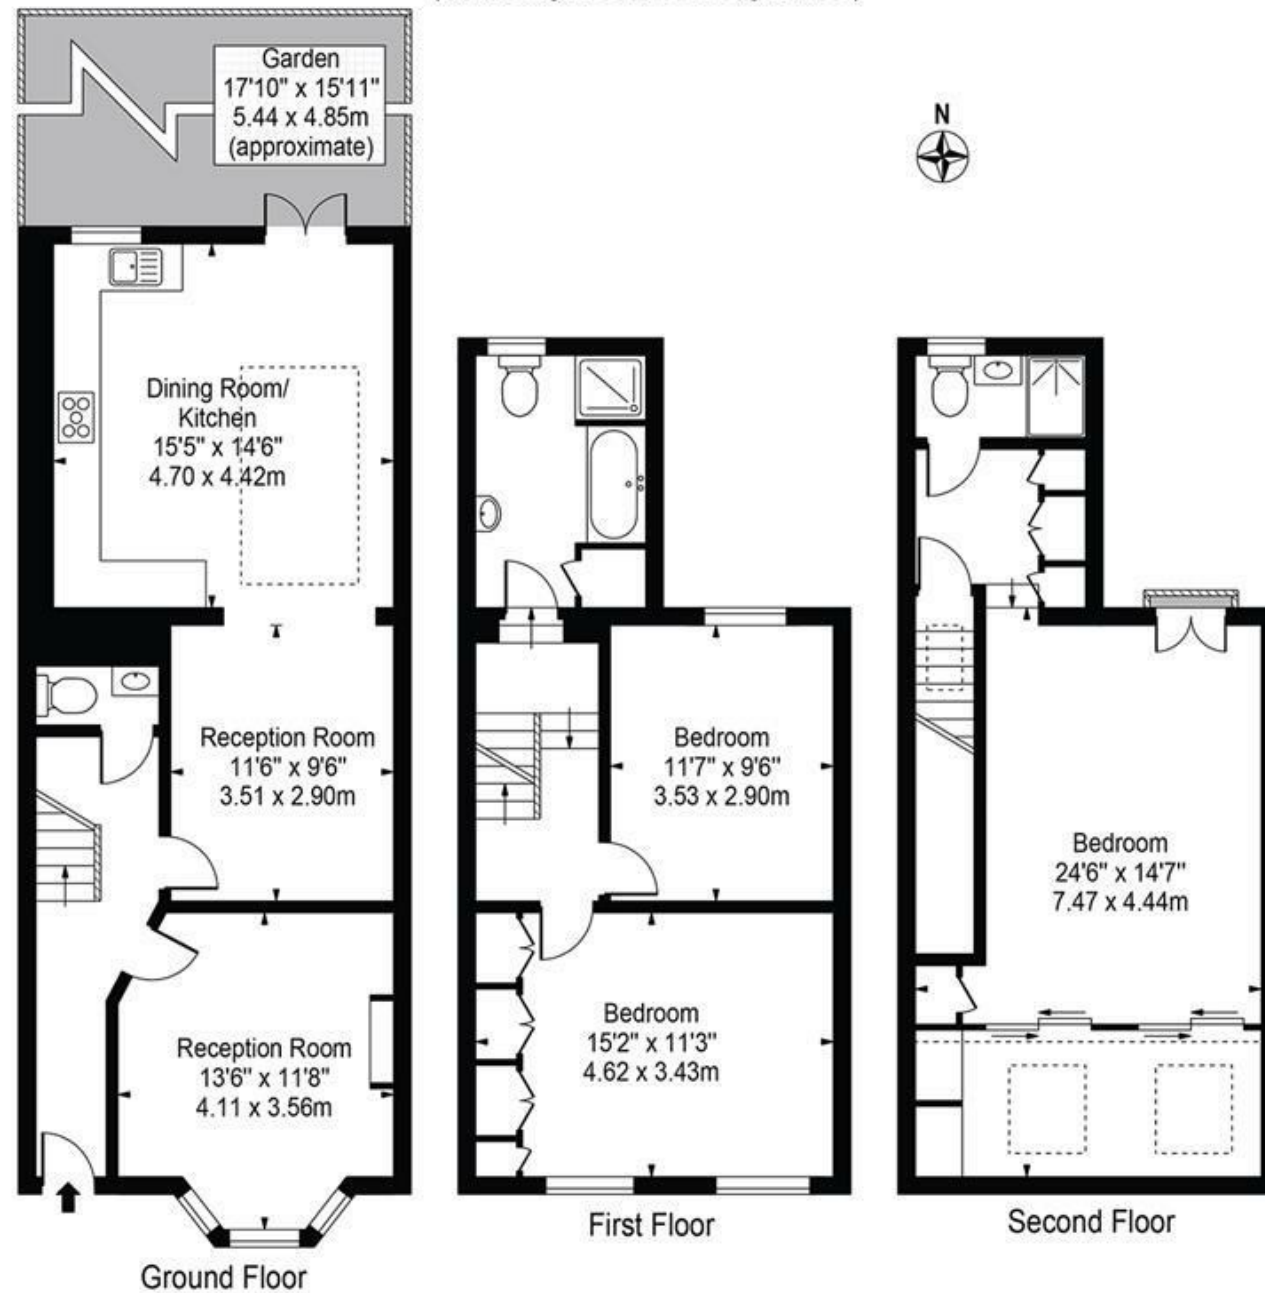 Garden
17'10" x 15'11"
5.44 x 4.85m
(approximate)
N
Dining Room/
Kitchen
15'5" x 14'6"
4.70 x 4.42m
Reception Room
11'6" x 9'6"
3.51 x 2.90m
Bedroom
11'7" x 9'6"
3.53 x 2.90m
Bedroom
24'6" x 14'7"
7.47 x 4.44m
Reception Room
13'6" x 11'8"
4.11 x 3.56m
Bedroom
15'2" x 11'3"
4.62 x 3.43m
Ground Floor
First Floor
Second Floor